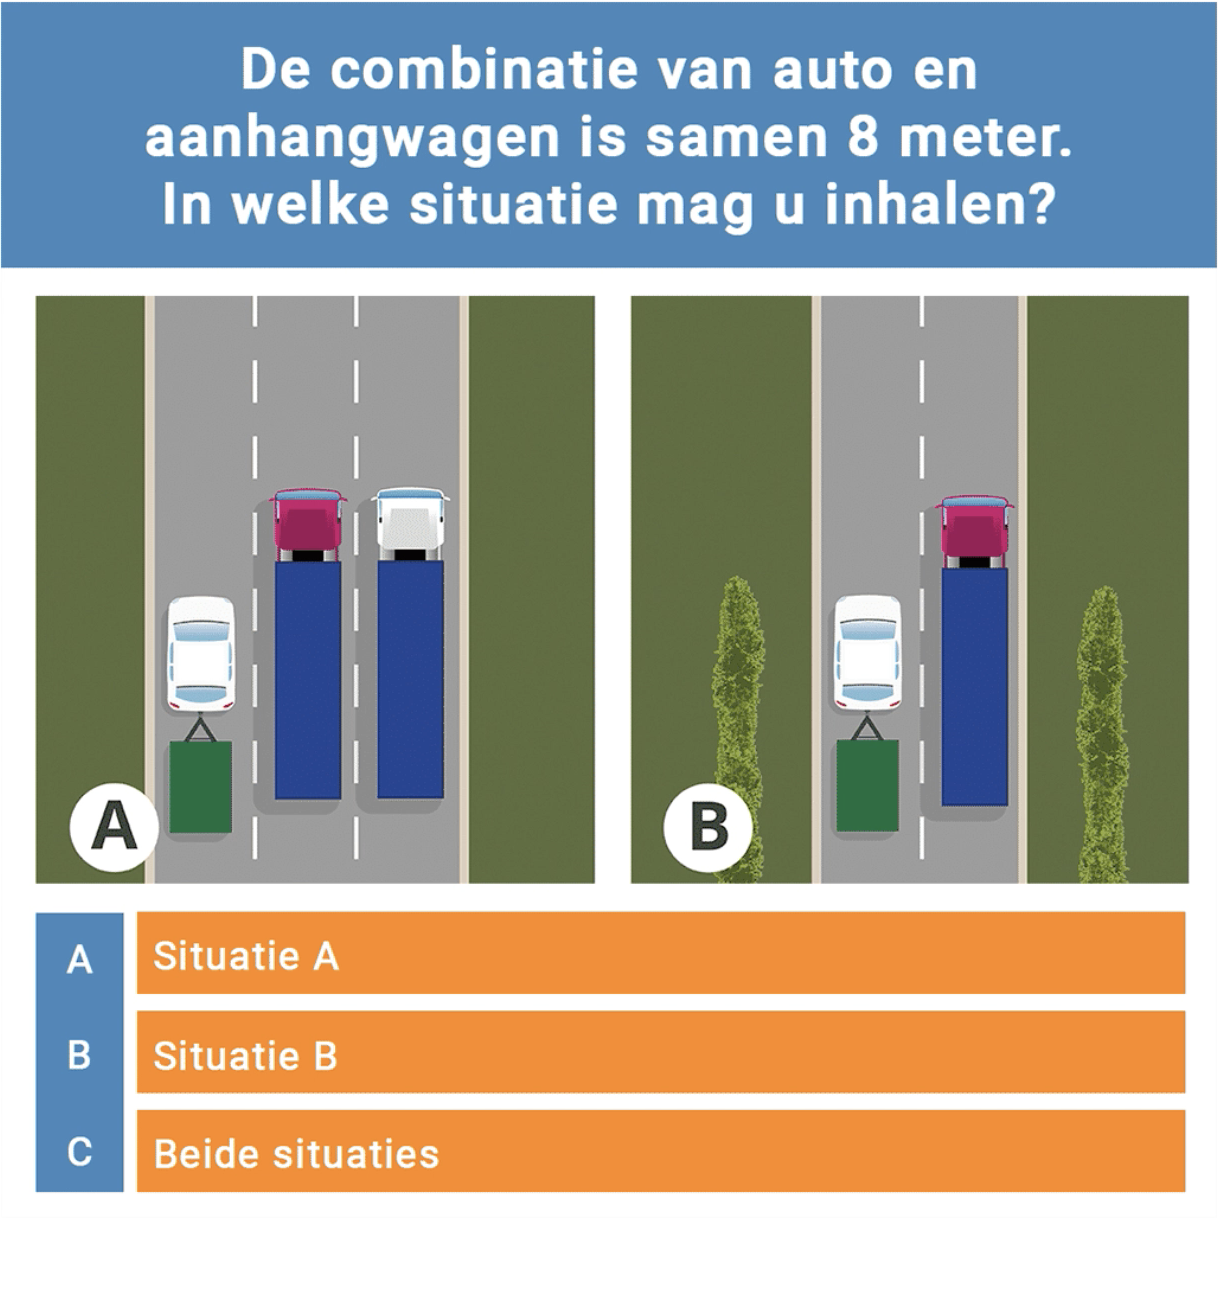 De combinatie van auto en
aanhangwagen is samen 8 meter.
In welke situatie mag u inhalen?
A
B
A Situatie A
B Situatie B
C Beide situaties